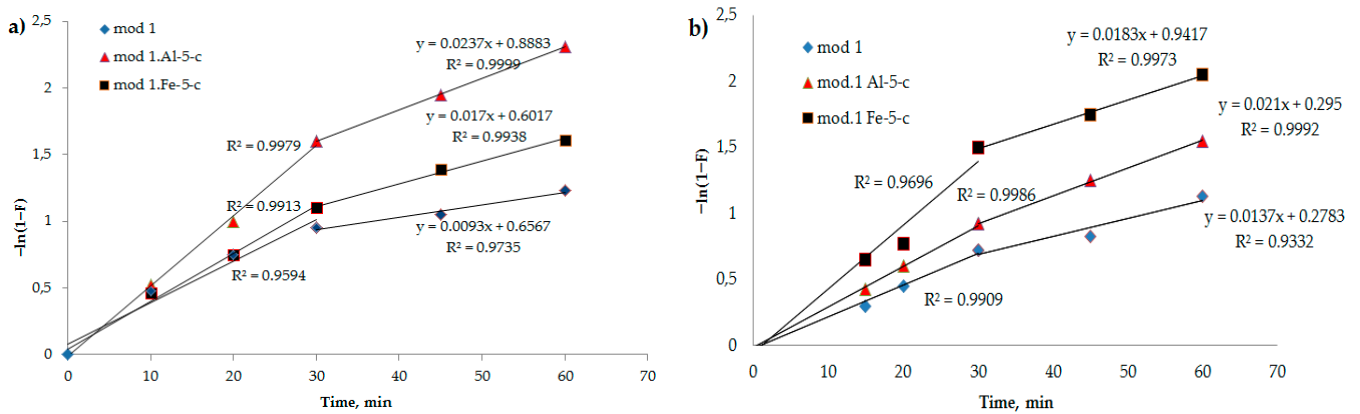 a)
mod 1
mod 1.Al-5-c
mod 1.Fe-5-c
−ln(1−F)
2,5
2
1,5
1
0,5
0
y = 0.0237x + 0.8883
R² = 0.9999
y = 0.017x + 0.6017
R² = 0.9938
R² = 0.9979
R² = 0.9913
y = 0.0093x + 0.6567
R² = 0.9735
R² = 0.9594
0 10 20 30 40 50 60 70
Time, min
b)
mod 1
mod.1 Al-5-c
mod.1 Fe-5-c
−ln(1−F)
2,5
2
1,5
1
0,5
0
y = 0.0183x + 0.9417
R² = 0.9973
y = 0.021x + 0.295
R² = 0.9992
R² = 0.9696
R² = 0.9986
y = 0.0137x + 0.2783
R² = 0.9332
R² = 0.9909
0 10 20 30 40 50 60 70
Time, min